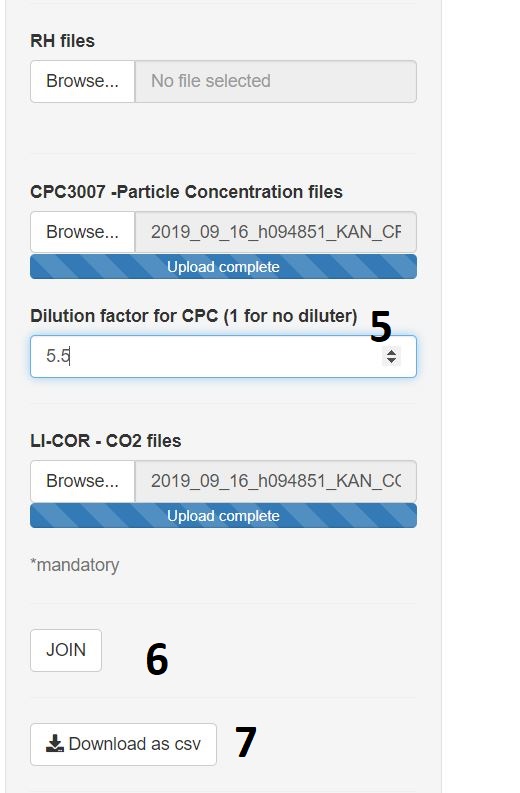 RH files
Browse... No file selected
CPC3007 -Particle Concentration files
Browse... 2019_09_16_h094851_KAN_CF
Upload complete
Dilution factor for CPC (1 for no diluter) 5
5.5
LI-COR - CO2 files
Browse... 2019_09_16_h094851_KAN_CC
Upload complete
*mandatory
JOIN 6
Download as csv 7